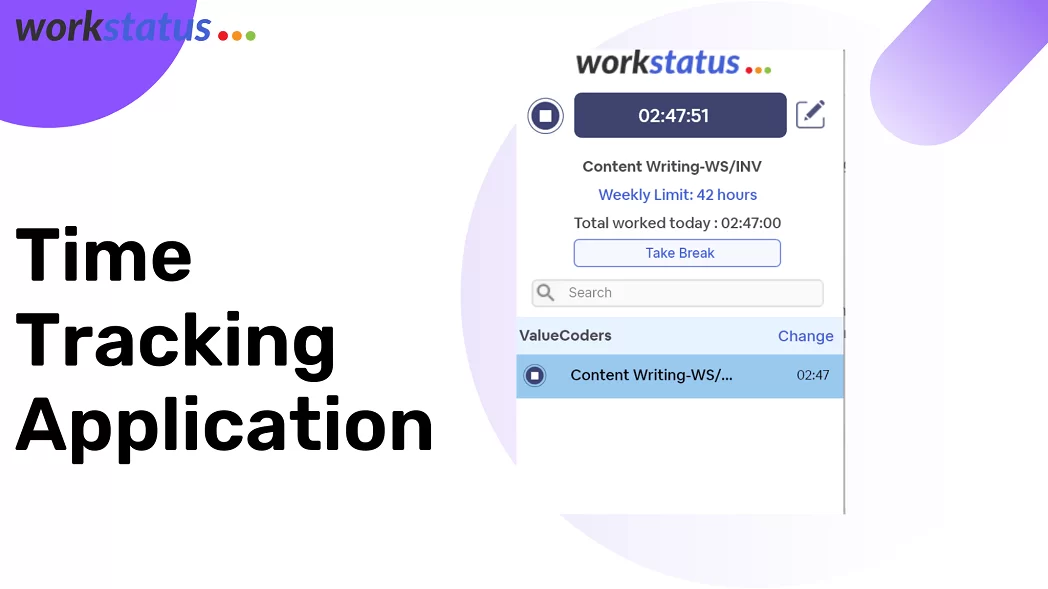 workstatus
Time
Tracking
Application
workstatus
02:47:51
Content Writing-WS/INV
Weekly Limit: 42 hours
Total worked today : 02:47:00
Take Break
Search
ValueCoders Change
Content Writing-WS/... 02:47